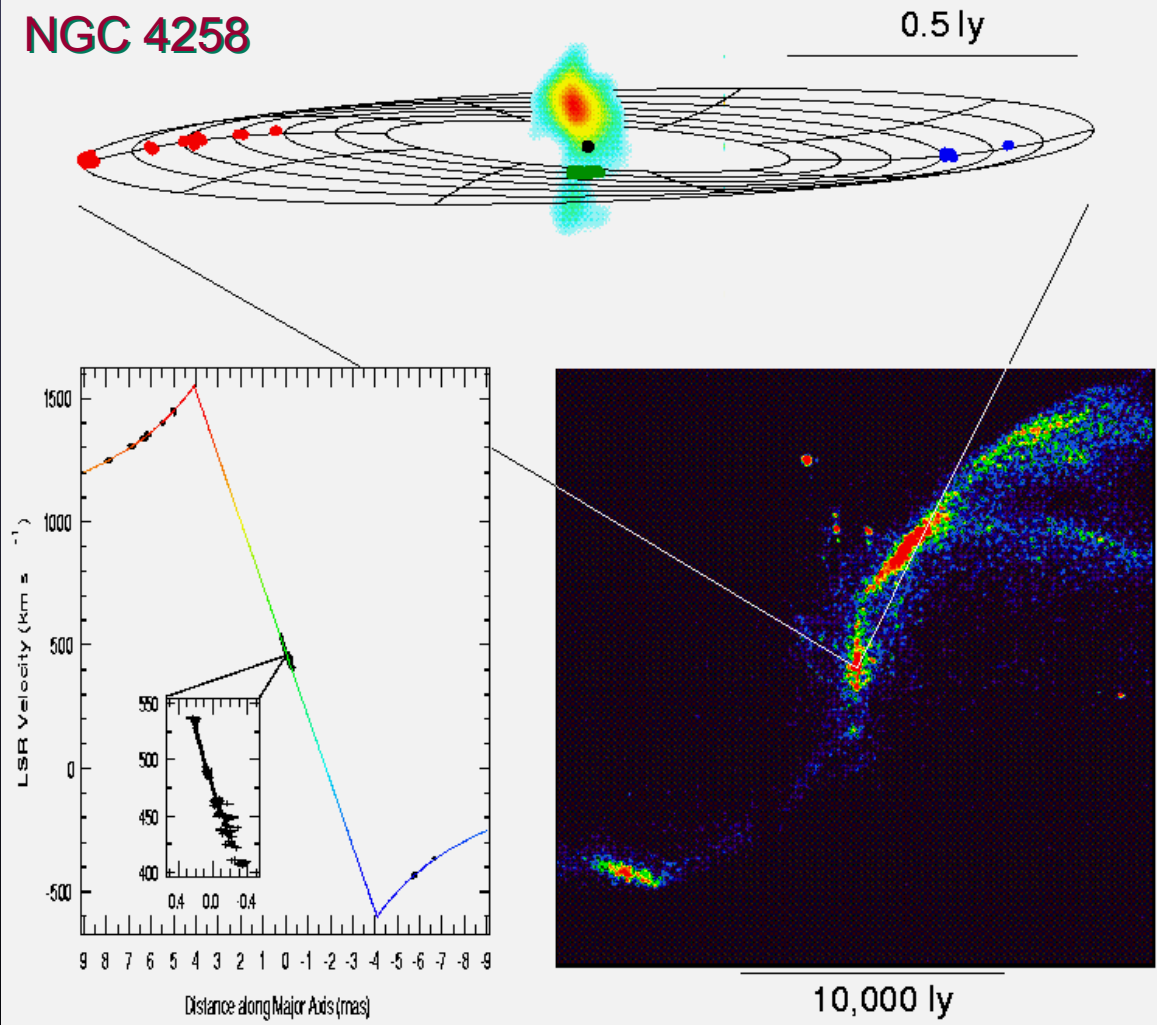 NGC 4258
0.5 ly
1500
1000
500
0
-500
LSR Velocity (km s -1)
550
500
450
400
0.4 0.0 -0.4
9 8 7 6 5 4 3 2 1 0 -1 -2 -3 -4 -5 -6 -7 -8 -9
Distance along Major Axis (mas)
10,000 ly